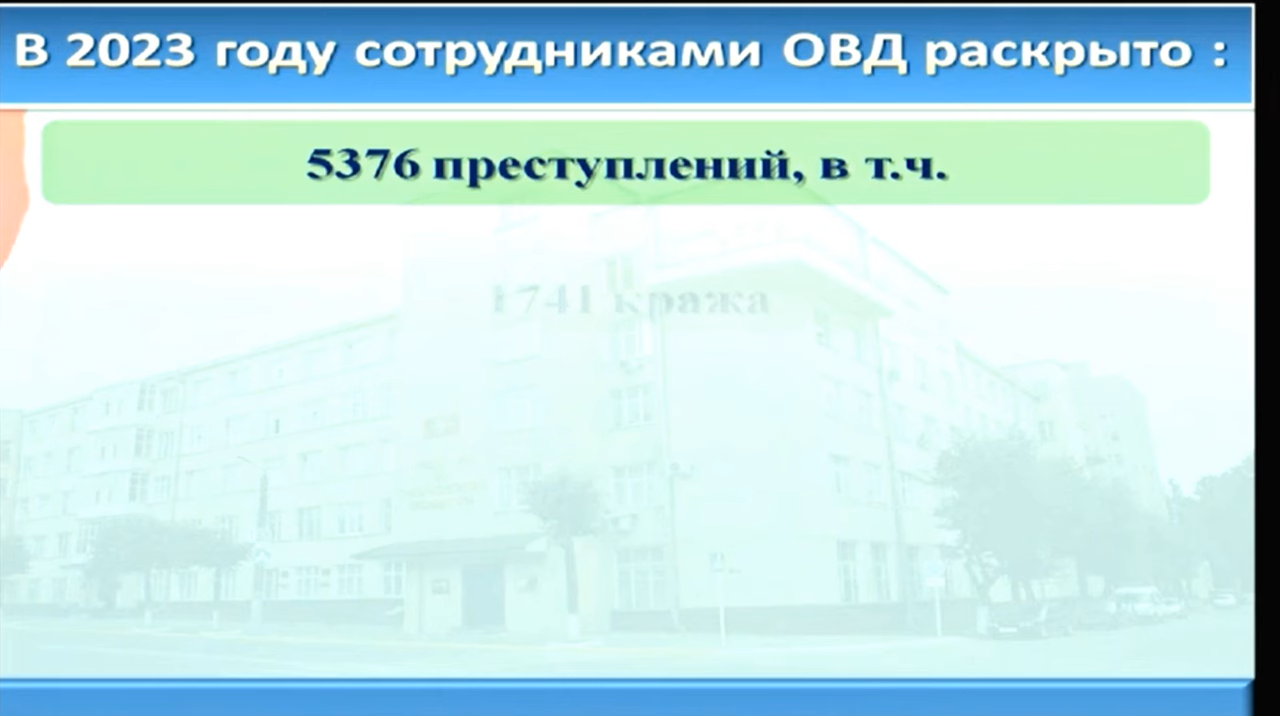 В 2023 году сотрудниками ОВД раскрыто :
5376 преступлений, в т.ч.
1741 кража